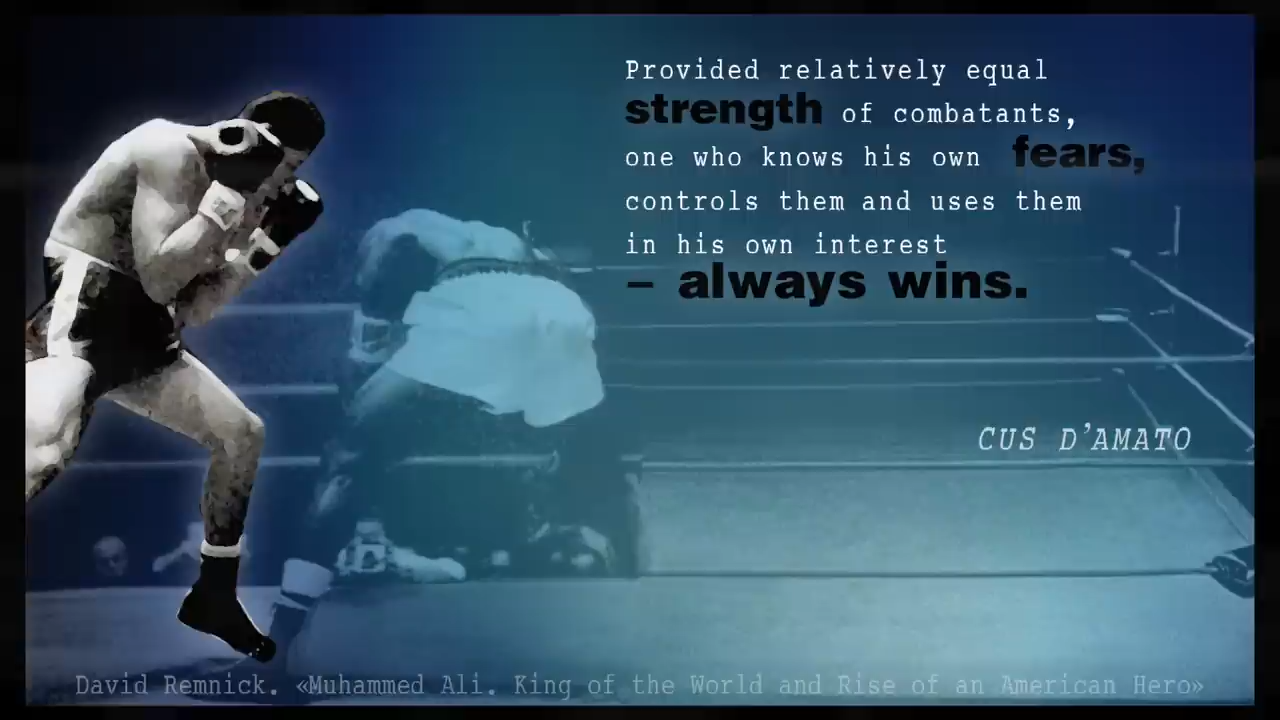 Provided relatively equal
strength of combatants,
one who knows his own fears,
controls them and uses them
in his own interest
– always wins.
CUS D’AMATO
David Remnick. «Muhammed Ali. King of the World and Rise of an American Hero»